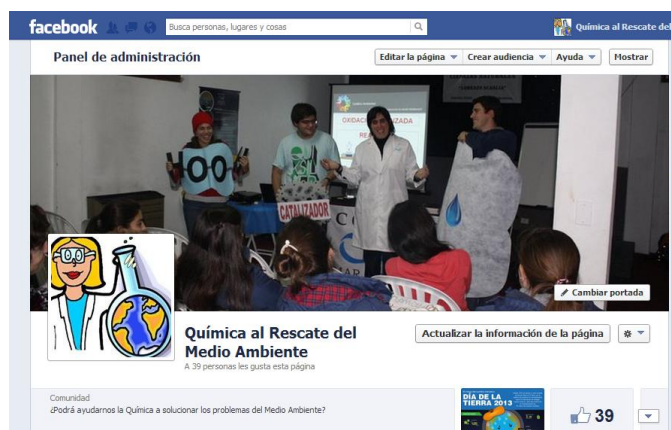 facebook
Busca personas, lugares y cosas
Química al Rescate del
Panel de administración
Editar la página
Crear audiencia
Ayuda
Mostrar
OXIDACIÓN
CATALIZADOR
Cambiar portada
Química al Rescate del
Medio Ambiente
A 39 personas les gusta esta página
Actualizar la información de la página
Comunidad
¿Podrá ayudarnos la Química a solucionar los problemas del Medio Ambiente?
DÍA DE LA
TIERRA 2013
39